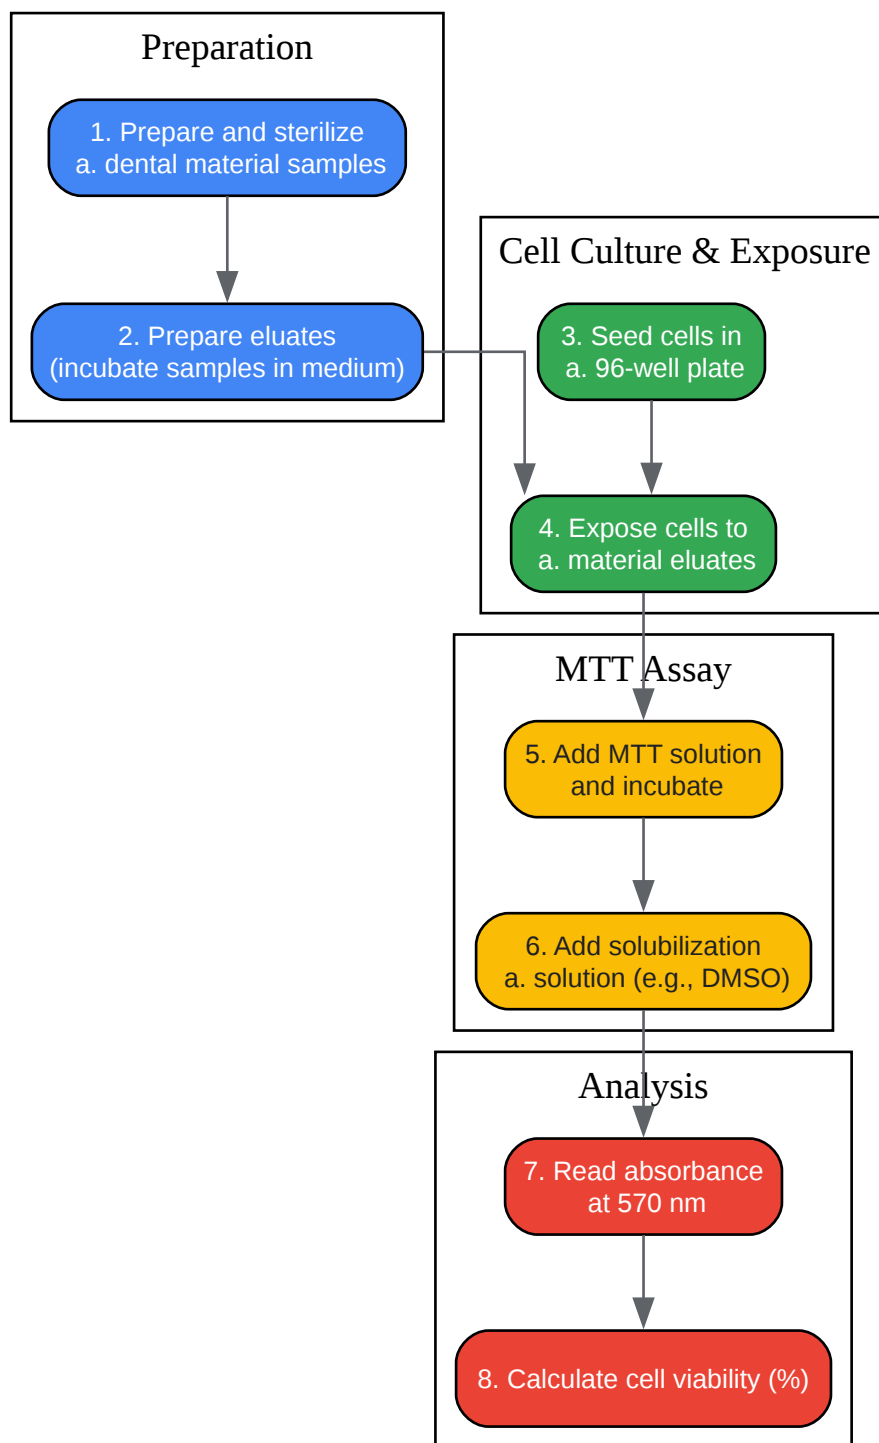 Preparation
1. Prepare and sterilize
a. dental material samples
2. Prepare eluates
(incubate samples in medium)
Cell Culture & Exposure
3. Seed cells in
a. 96-well plate
4. Expose cells to
a. material eluates
MTT Assay
5. Add MTT solution
and incubate
6. Add solubilization
a. solution (e.g., DMSO)
Analysis
7. Read absorbance
at 570 nm
8. Calculate cell viability (%)